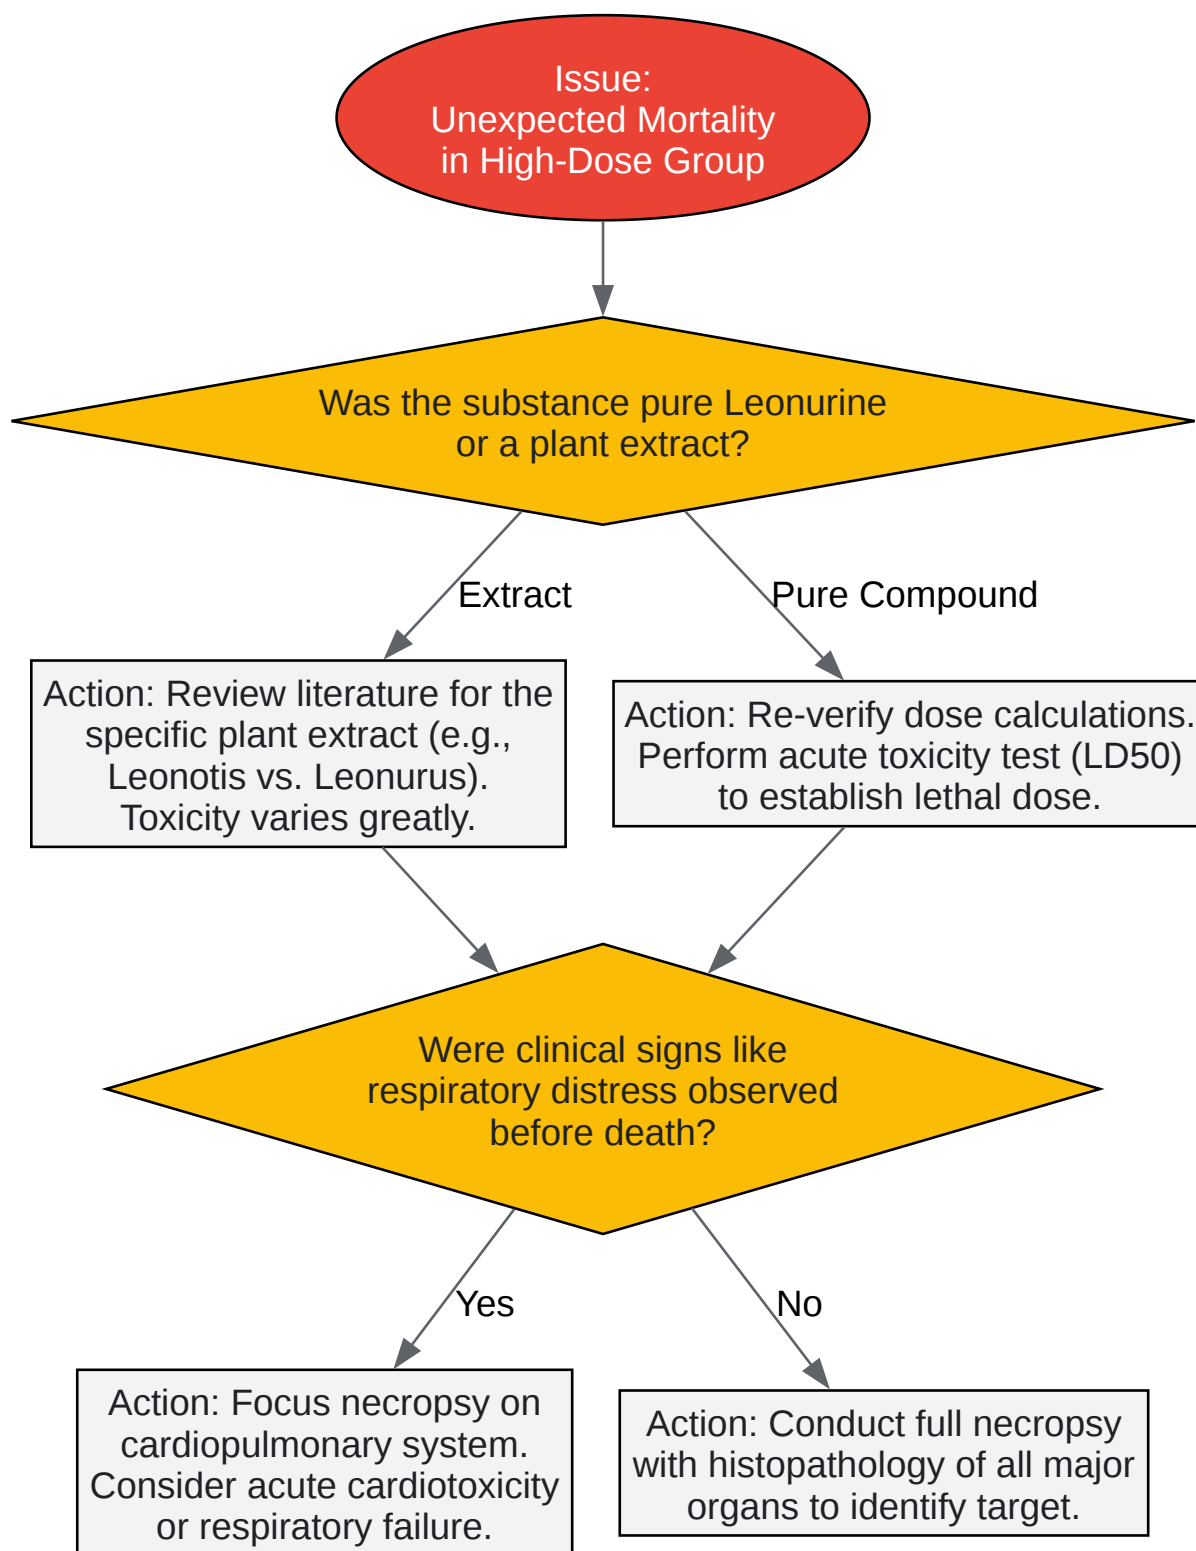 Issue:
Unexpected Mortality
in High-Dose Group
Was the substance pure Leonurine
or a plant extract?
Extract
Pure Compound
Action: Review literature for the
specific plant extract (e.g.,
Leonotis vs. Leonurus).
Toxicity varies greatly.
Action: Re-verify dose calculations.
Perform acute toxicity test (LD50)
to establish lethal dose.
Were clinical signs like
respiratory distress observed
before death?
Yes
No
Action: Focus necropsy on
cardiopulmonary system.
Consider acute cardiotoxicity
or respiratory failure.
Action: Conduct full necropsy
with histopathology of all major
organs to identify target.